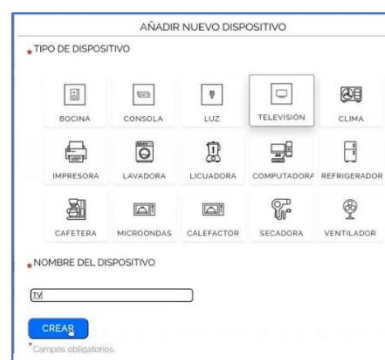 AÑADIR NUEVO DISPOSITIVO
* TIPO DE DISPOSITIVO
BOCINA CONSOLA LUZ TELEVISION CLIMA
IMPRESORA LAVADORA LICUADORA COMPUTADORA REFRIGERADOR
CAFETERA MICROONDAS CALEFACTOR SECADORA VENTILADOR
* NOMBRE DEL DISPOSITIVO
TV
CREAR
* Campos obligatorios.